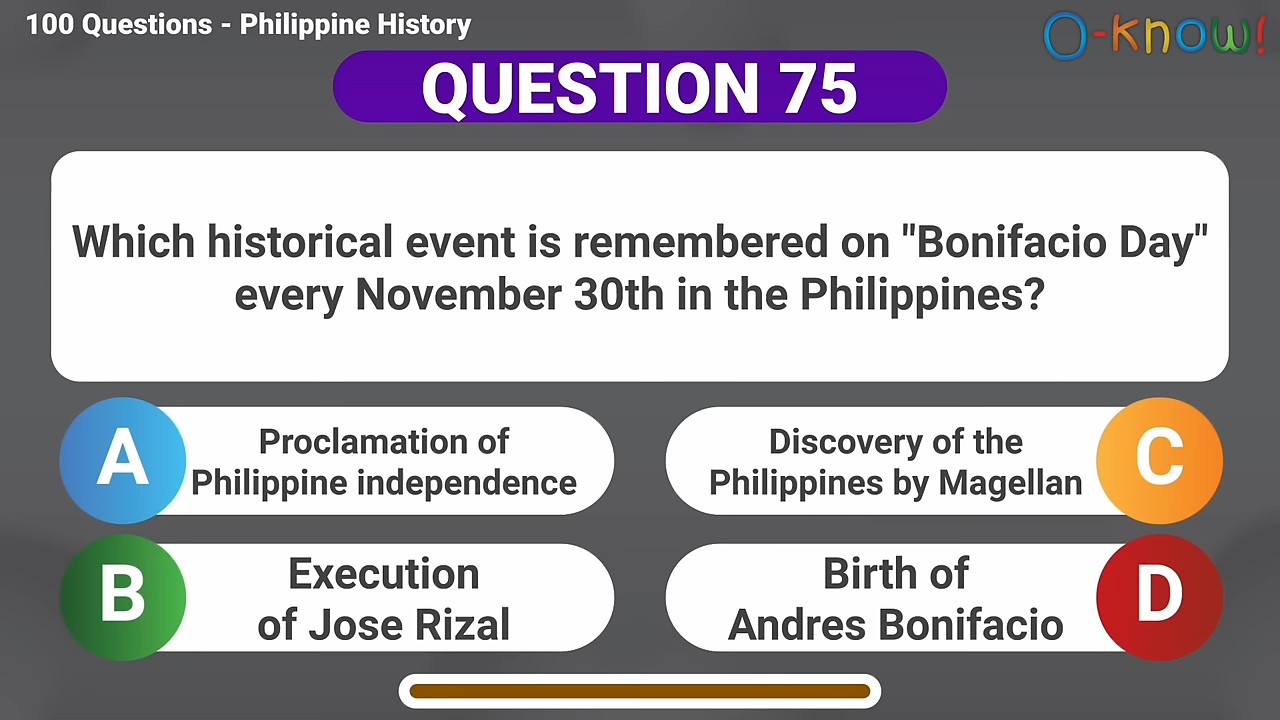 100 Questions - Philippine History
O-know!
QUESTION 75
Which historical event is remembered on "Bonifacio Day"
every November 30th in the Philippines?
A
Proclamation of
Philippine independence
B
Execution
of Jose Rizal
C
Discovery of the
Philippines by Magellan
D
Birth of
Andres Bonifacio